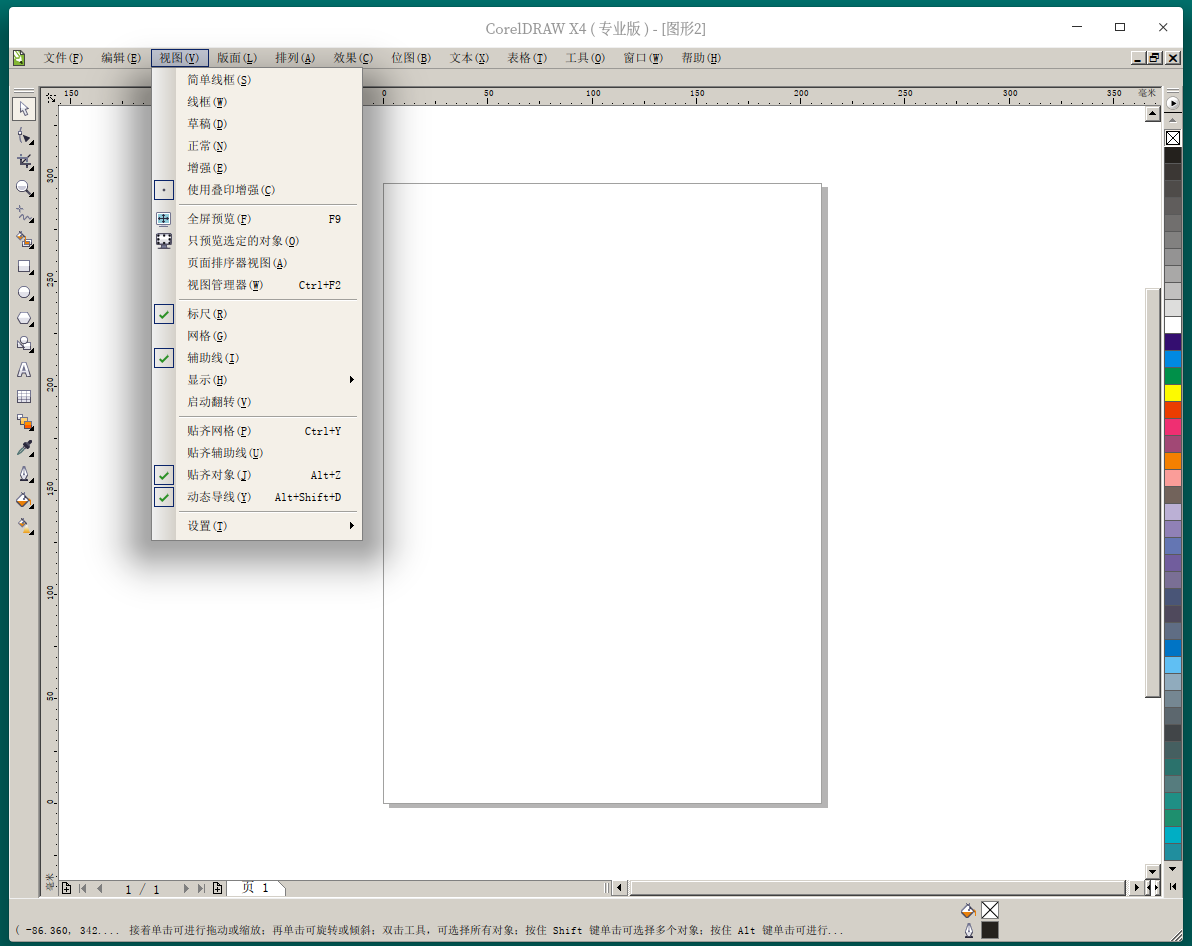 CorelDRAW X4 ( 专业版 ) - [图形2]
文件(F) 编辑(E) 视图(V) 版面(L) 排列(A) 效果(C) 位图(B) 文本(X) 表格(T) 工具(O) 窗口(W) 帮助(H)
150 0 50 100 150 200 250 300 350 毫米
简单线框(S)
线框(W)
草稿(D)
正常(N)
增强(E)
使用叠印增强(C)
全屏预览(F) F9
只预览选定的对象(O)
页面排序器视图(A)
视图管理器(W) Ctrl+F2
标尺(R)
网格(G)
辅助线(I)
显示(H)
启动翻转(V)
贴齐网格(P) Ctrl+Y
贴齐辅助线(U)
贴齐对象(J) Alt+Z
动态导线(Y) Alt+Shift+D
设置(T)
300
250
200
150
100
50
0
毫米
1 / 1 页 1
( -86.360, 342.... 接着单击可进行拖动或缩放; 再单击可旋转或倾斜; 双击工具, 可选择所有对象; 按住 Shift 键单击可选择多个对象; 按住 Alt 键单击可进行...